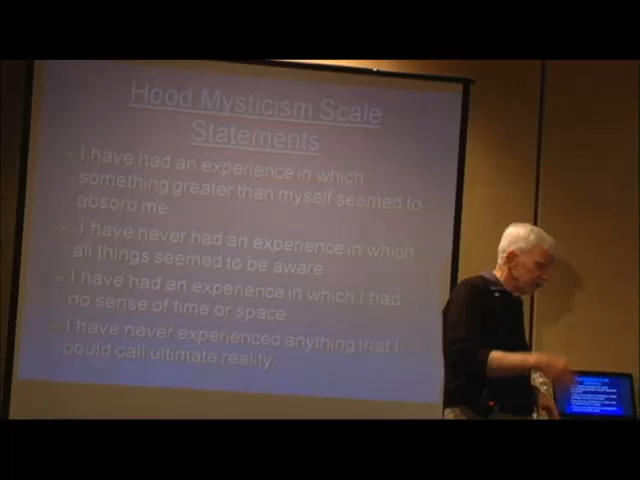 Hood Mysticism Scale
Statements
- I have had an experience in which
something greater than myself seemed to
absorb me
- I have never had an experience in which
all things seemed to be aware
- I have had an experience in which I had
no sense of time or space
- I have never experienced anything that I
could call ultimate reality